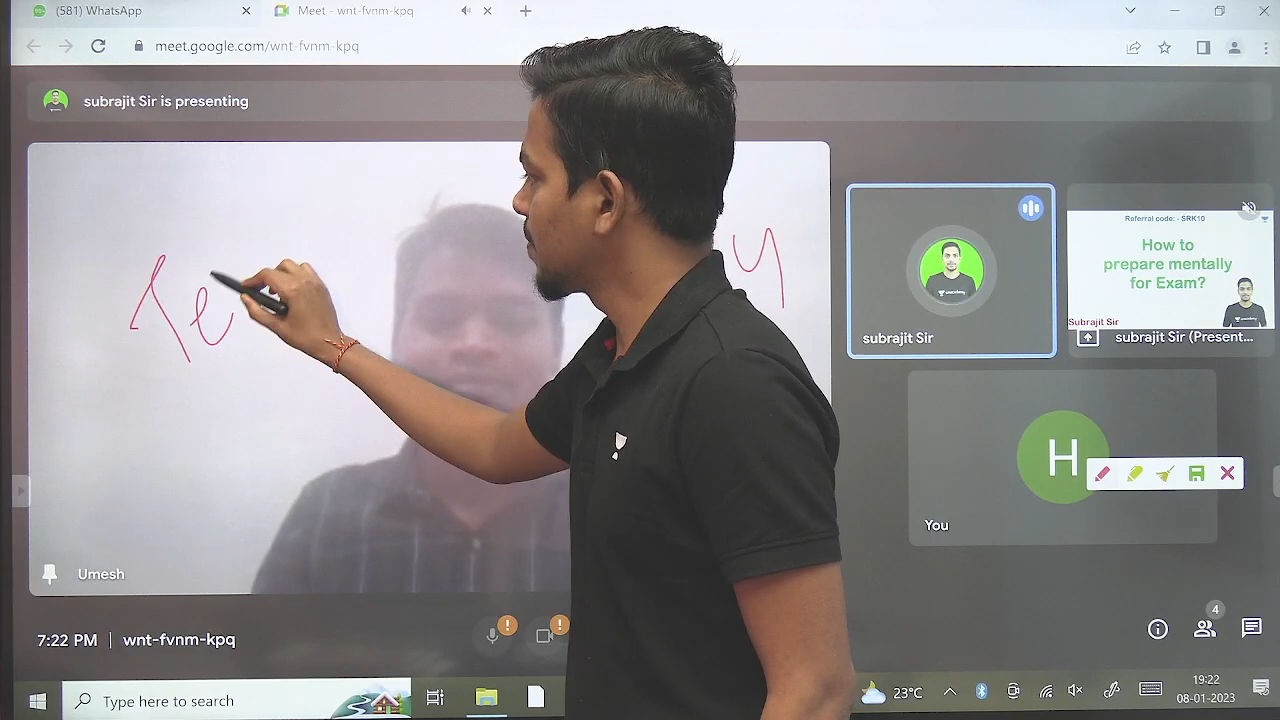 (581) WhatsApp
Meet - wnt-fvnm-kpq
meet.google.com/wnt-fvnm-kpq
subrajit Sir is presenting
Te
y
Umesh
subrajit Sir
Referral code: - SRK10
How to
prepare mentally
for Exam?
Subrajit Sir
subrajit Sir (Present...
H
You
7:22 PM | wnt-fvnm-kpq
4
Type here to search
23°C
19:22
08-01-2023